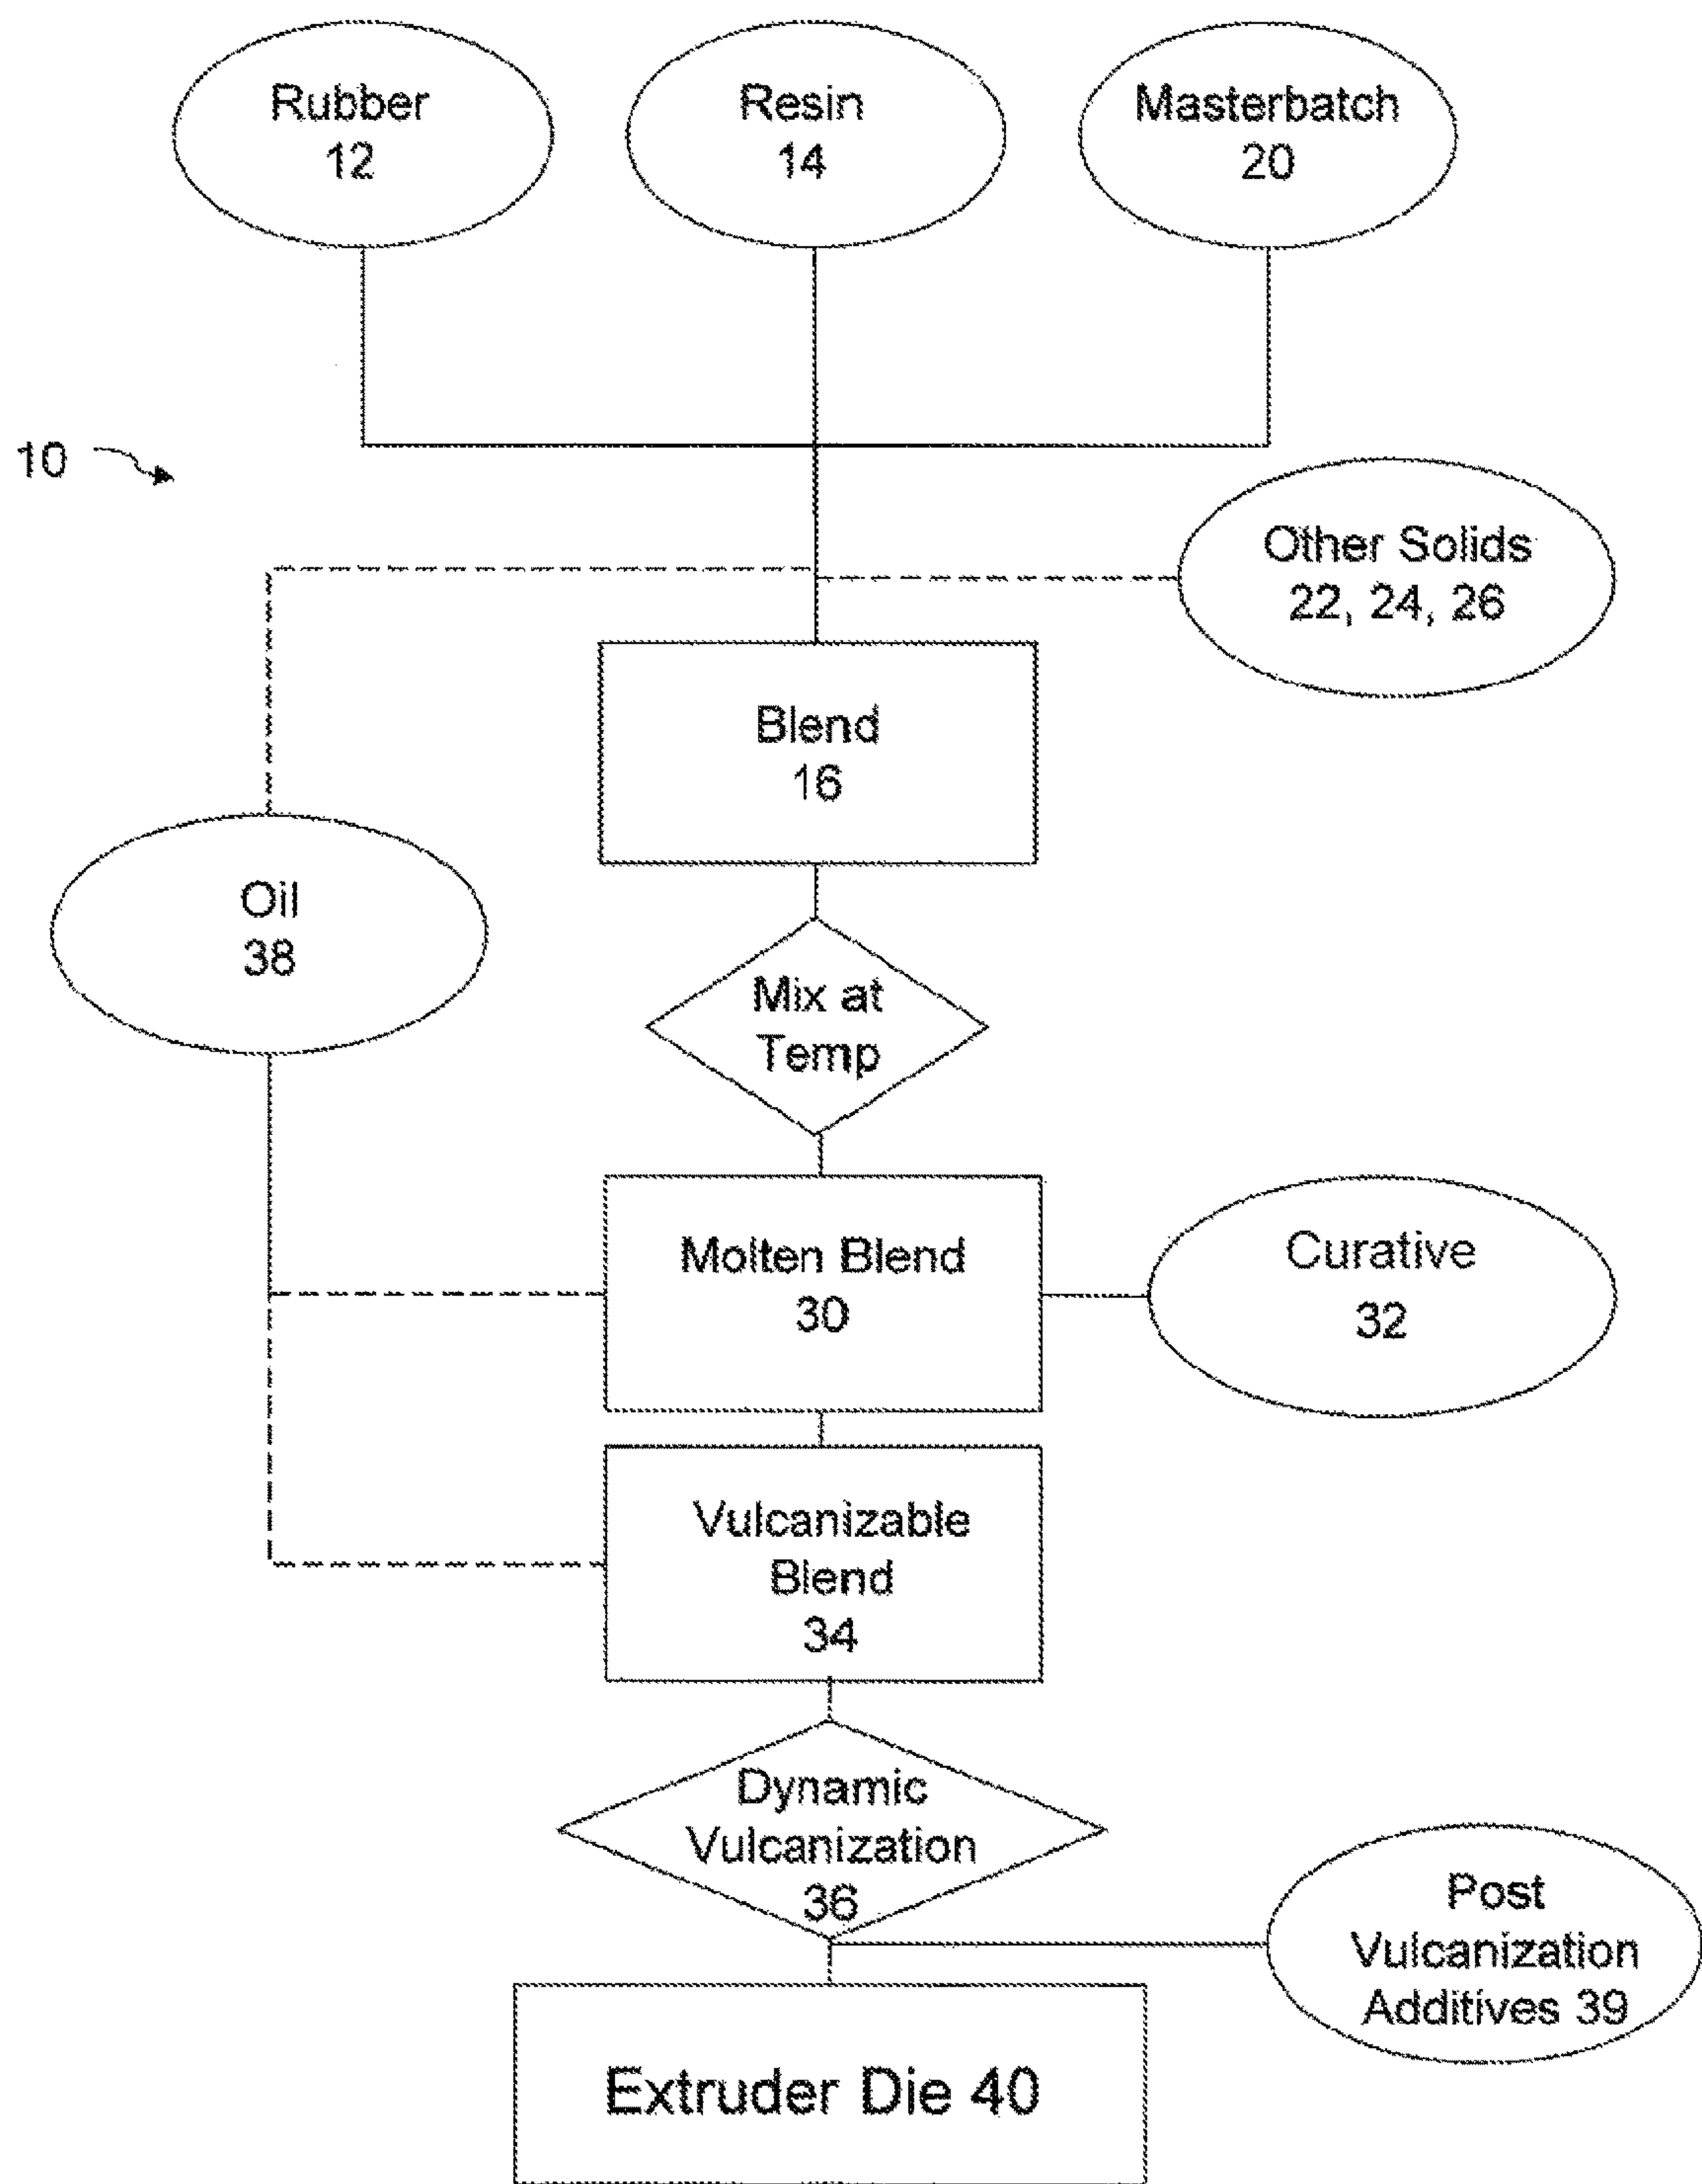 Rubber
12
Resin
14
Masterbatch
20
10
Other Solids
22, 24, 26
Blend
16
Oil
38
Mix at
Temp
Molten Blend
30
Curative
32
Vulcanizable
Blend
34
Dynamic
Vulcanization
36
Post
Vulcanization
Additives 39
Extruder Die 40